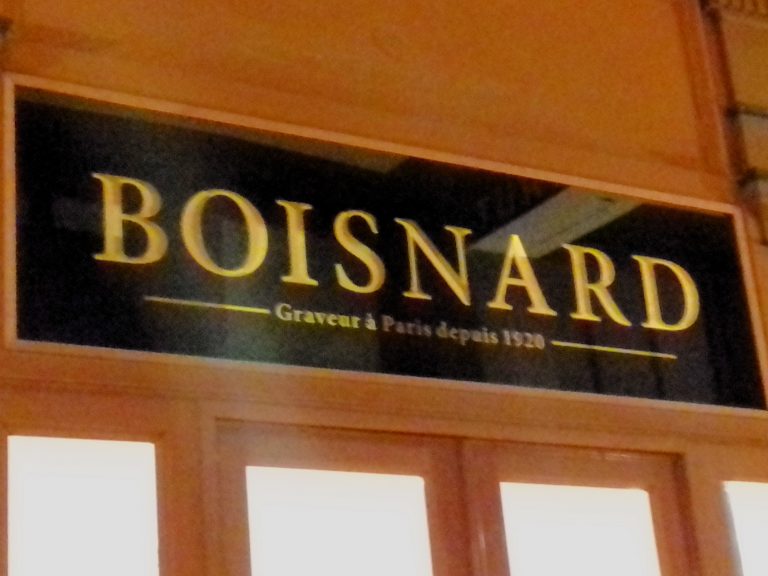 BOISNARD
Graveur à Paris depuis 1920